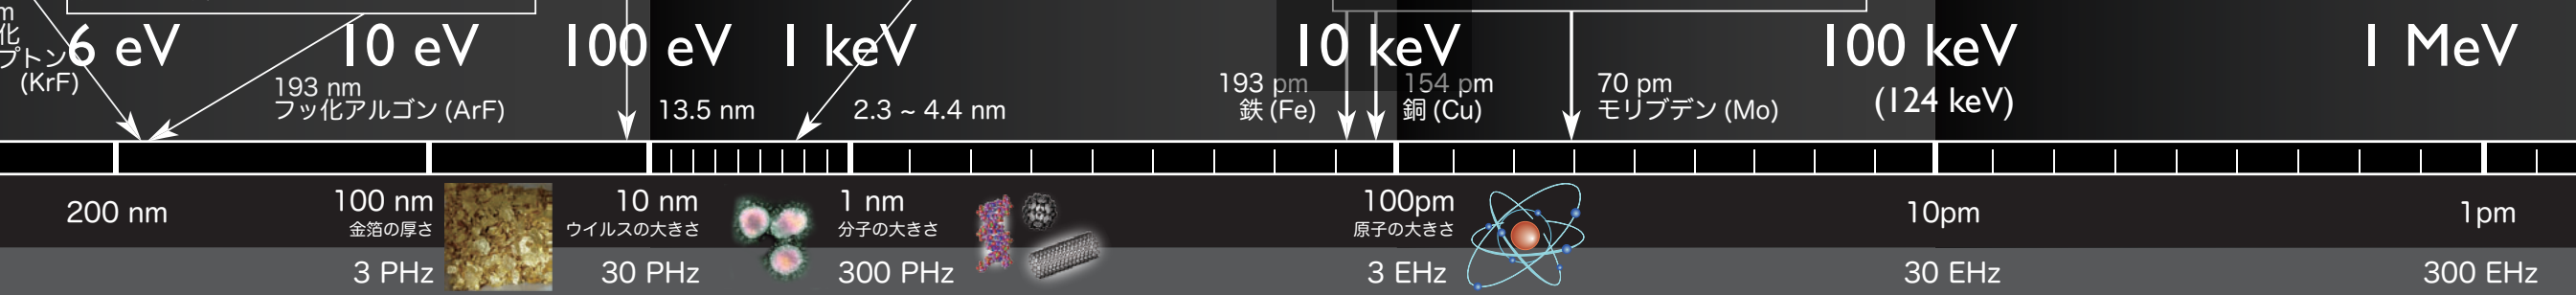 6 eV
10 eV
100 eV
1 keV
10 keV
100 keV
1 MeV
m
化
プトン
(KrF)
193 nm
フッ化アルゴン (ArF)
13.5 nm
2.3 ~ 4.4 nm
193 pm
鉄 (Fe)
154 pm
銅 (Cu)
70 pm
モリブデン (Mo)
(124 keV)
200 nm
100 nm
金箔の厚さ
10 nm
ウイルスの大きさ
1 nm
分子の大きさ
100pm
原子の大きさ
10pm
1pm
3 PHz
30 PHz
300 PHz
3 EHz
30 EHz
300 EHz